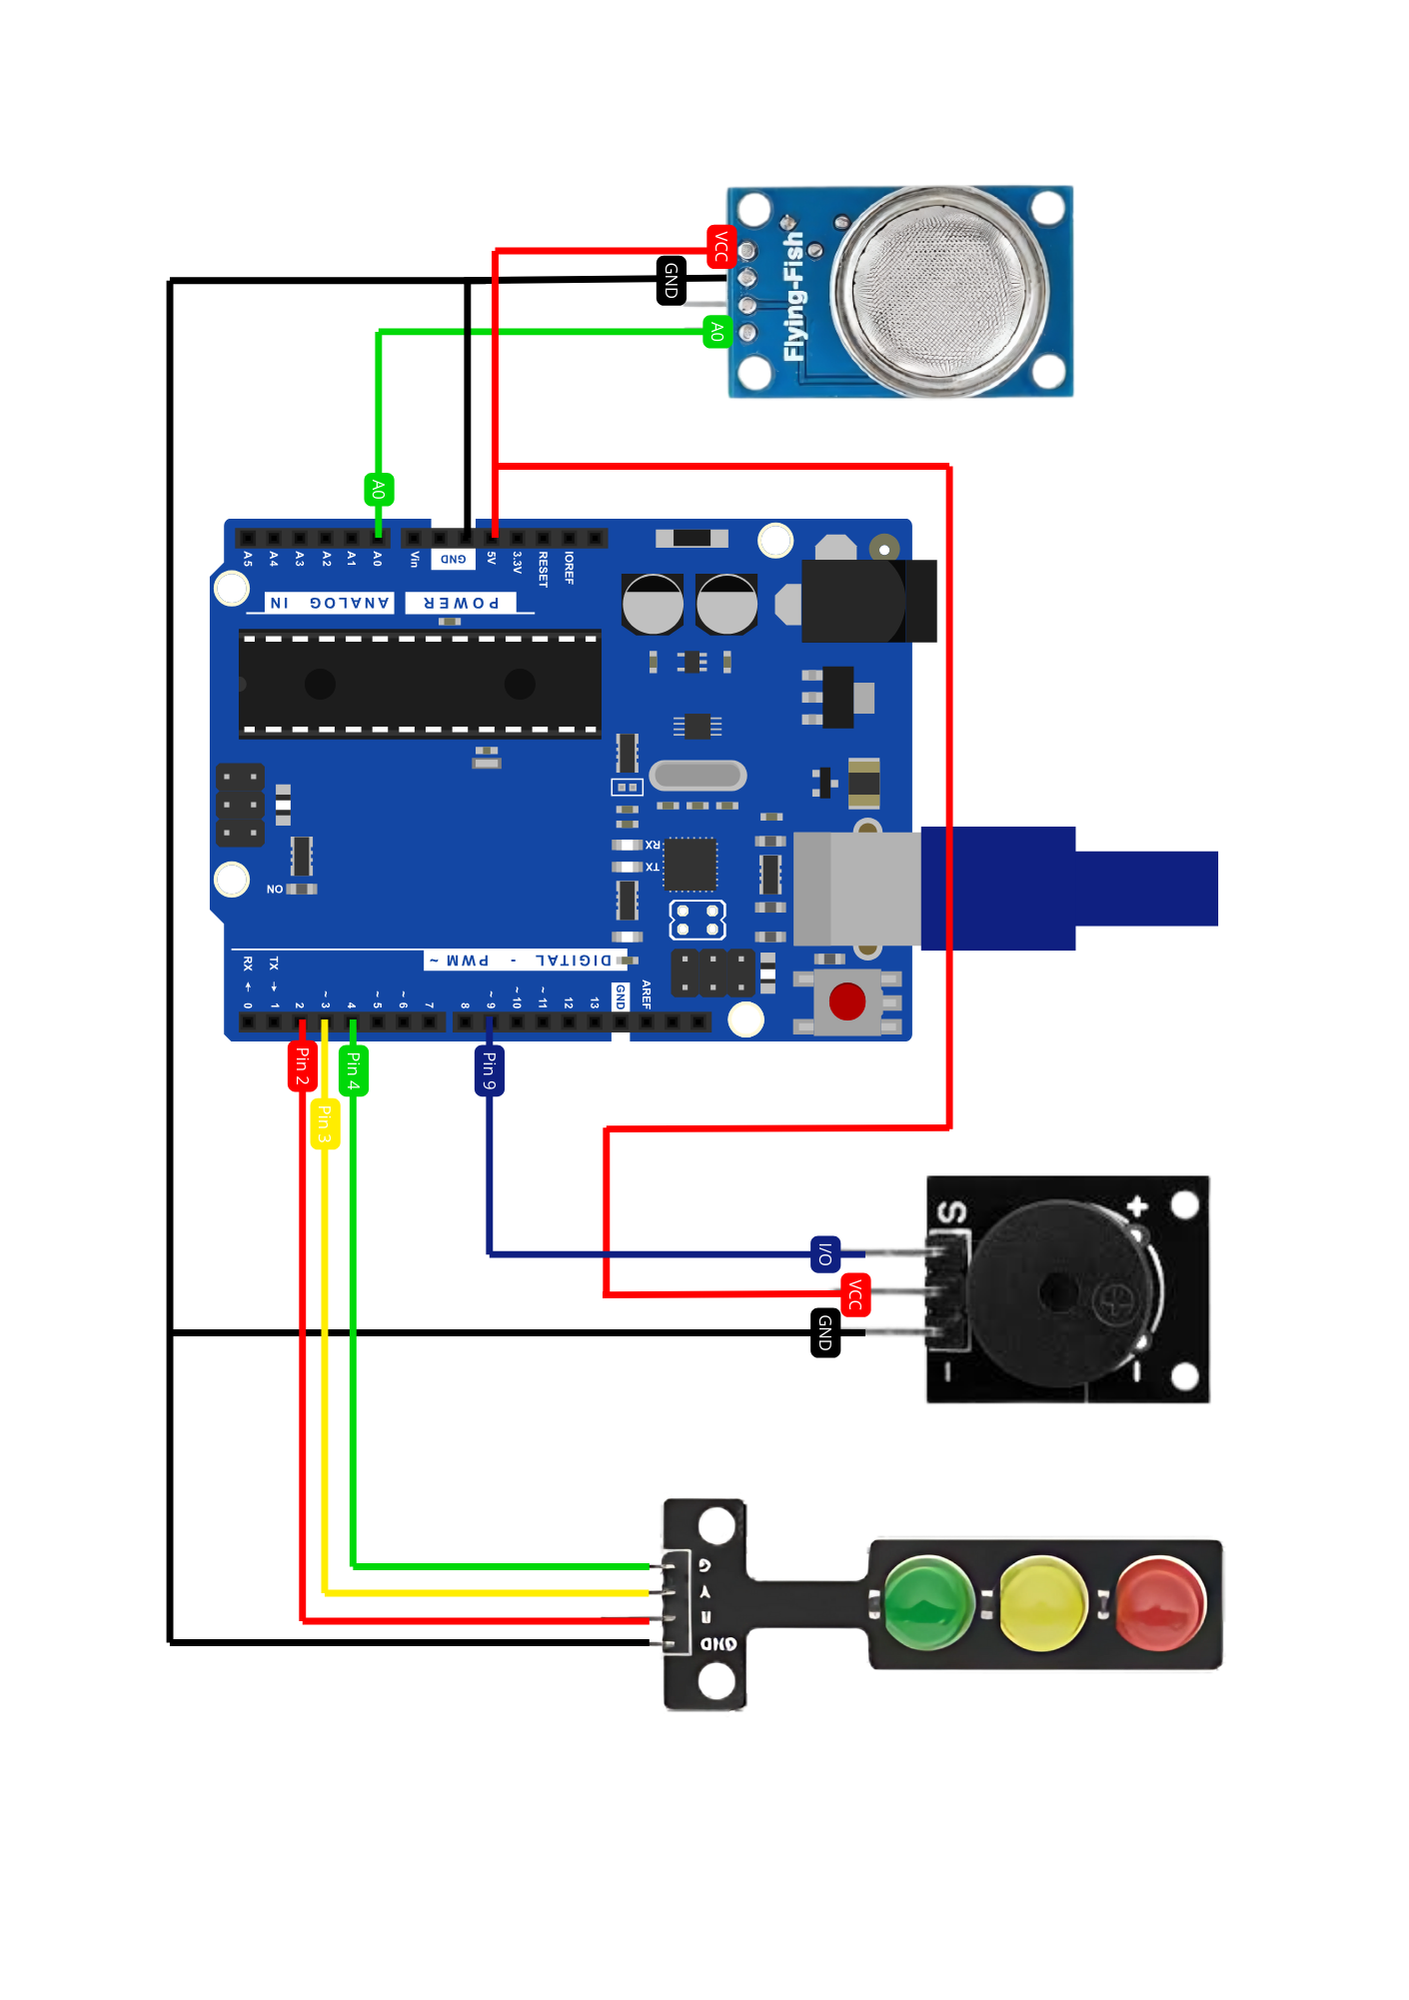 VCC
GND
A0
Flying-Fish
A0
A5
A4
A3
A2
A1
A0
Vin
GND
5V
3.3V
RESET
IOREF
ANALOG IN
POWER
RX
TX
ON
DIGITAL - PWM ~
RX ← 0
TX → 1
2
~ 3
4
~ 5
~ 6
7
8
~ 9
~ 10
~ 11
12
13
GND
AREF
Pin 2
Pin 3
Pin 4
Pin 9
I/O
VCC
GND
S
+
-
-
G
Y
R
GND